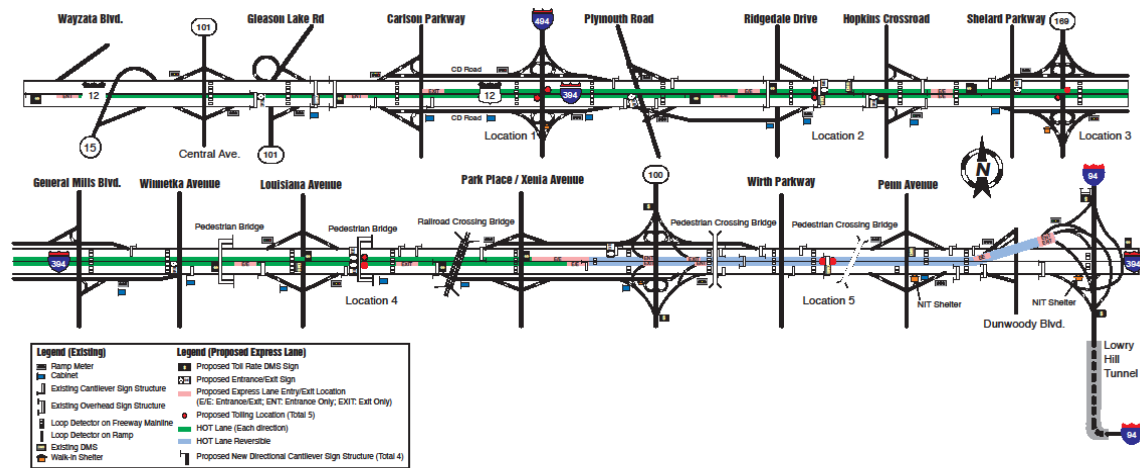 Wayzata Blvd.
101
Gleason Lake Rd
Carlson Parkway
494
Plymouth Road
Ridgedale Drive
Hopkins Crossroad
Shelard Parkway
169
CD Road
CD Road
12
EXIT
12
394
E/E
E/E
CD Road
CD Road
15
Central Ave.
101
Location 1
Location 2
Location 3
N
General Mills Blvd.
Winnetka Avenue
Louisiana Avenue
Park Place / Xenia Avenue
100
Wirth Parkway
Penn Avenue
94
Pedestrian Bridge
Pedestrian Bridge
Railroad Crossing Bridge
Pedestrian Crossing Bridge
Pedestrian Crossing Bridge
394
E/E
EXIT
E/E
394
Location 4
Location 5
NIT Shelter
NIT Shelter
Dunwoody Blvd.
Lowry
Hill
Tunnel
94
Legend (Existing)
Ramp Meter
Cabinet
Existing Cantilever Sign Structure
Existing Overhead Sign Structure
Loop Detector on Freeway Mainline
Loop Detector on Ramp
Existing DMS
Walk-in Shelter
Legend (Proposed Express Lane)
Proposed Toll Rate DMS Sign
Proposed Entrance/Exit Sign
Proposed Express Lane Entry/Exit Location
(E/E: Entrance/Exit; ENT: Entrance Only; EXIT: Exit Only)
Proposed Tolling Location (Total 5)
HOT Lane (Each direction)
HOT Lane Reversible
Proposed New Directional Cantilever Sign Structure (Total 4)